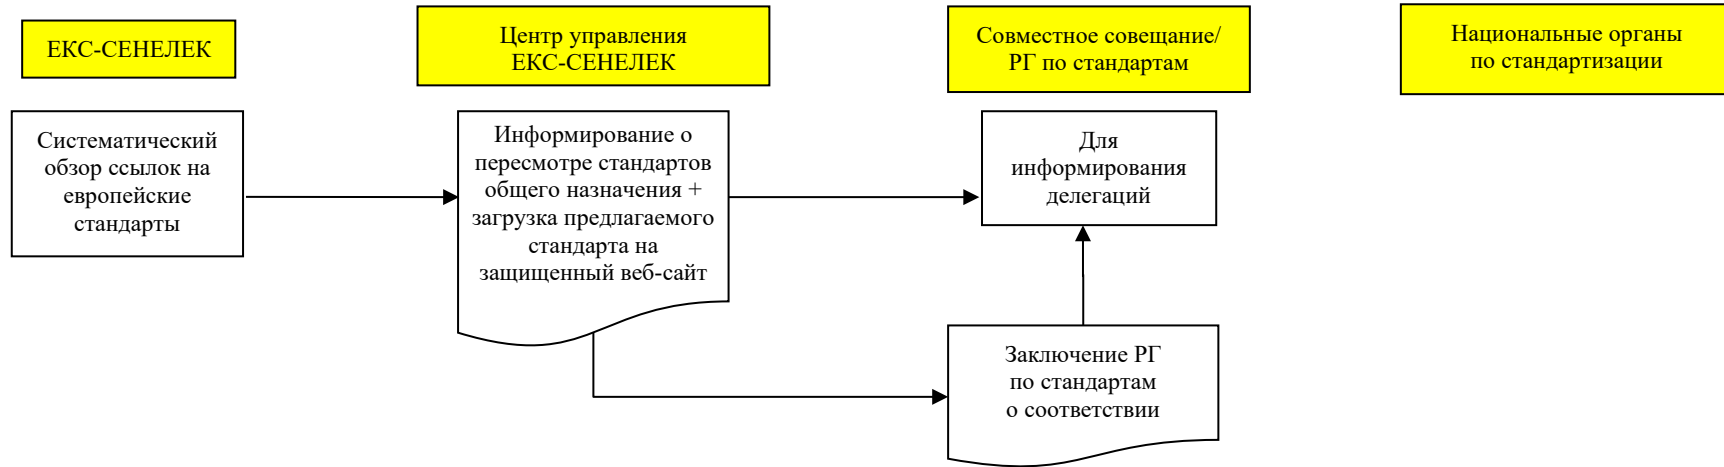 ЕКС-СЕНЕЛЕК
Центр управления
ЕКС-СЕНЕЛЕК
Совместное совещание/
РГ по стандартам
Национальные органы
по стандартизации
Систематический
обзор ссылок на
европейские
стандарты
Информирование о
пересмотре стандартов
общего назначения +
загрузка предлагаемого
стандарта на
защищенный веб-сайт
Для
информирования
делегаций
Заключение РГ
по стандартам
о соответствии